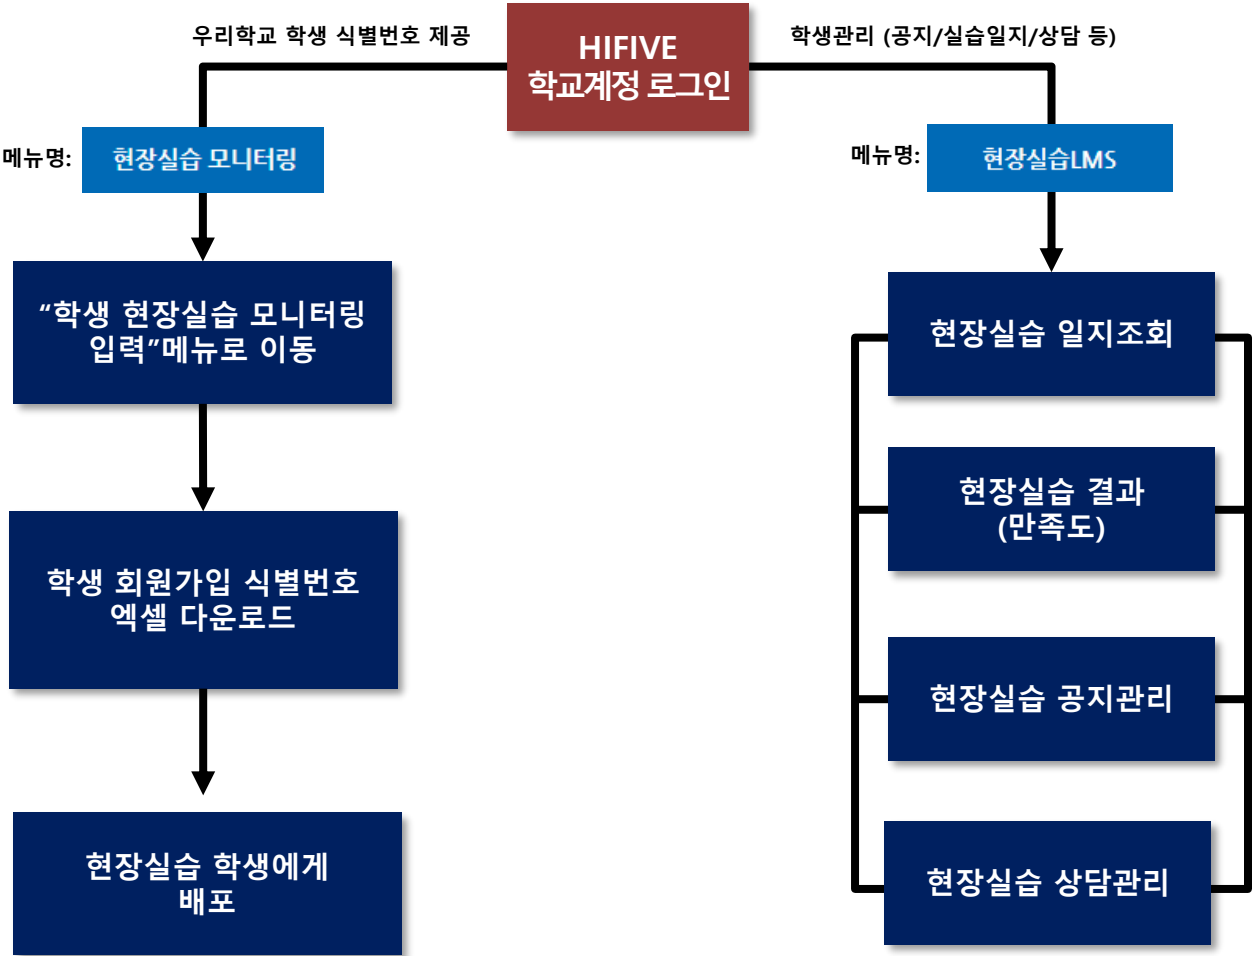 우리학교 학생 식별번호 제공
HIFIVE
학교계정 로그인
학생관리 (공지/실습일지/상담 등)
메뉴명:
현장실습 모니터링
메뉴명:
현장실습LMS
“학생 현장실습 모니터링
입력”메뉴로 이동
학생 회원가입 식별번호
엑셀 다운로드
현장실습 학생에게
배포
현장실습 일지조회
현장실습 결과
(만족도)
현장실습 공지관리
현장실습 상담관리